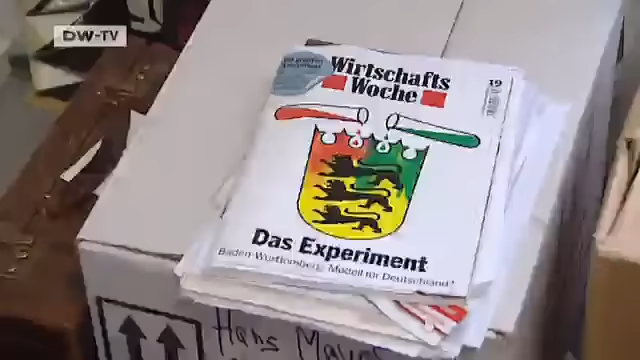 DW-TV
Wirtschafts
Woche
19
Das Experiment
Baden-Württemberg: Modell für Deutschland?
Hans